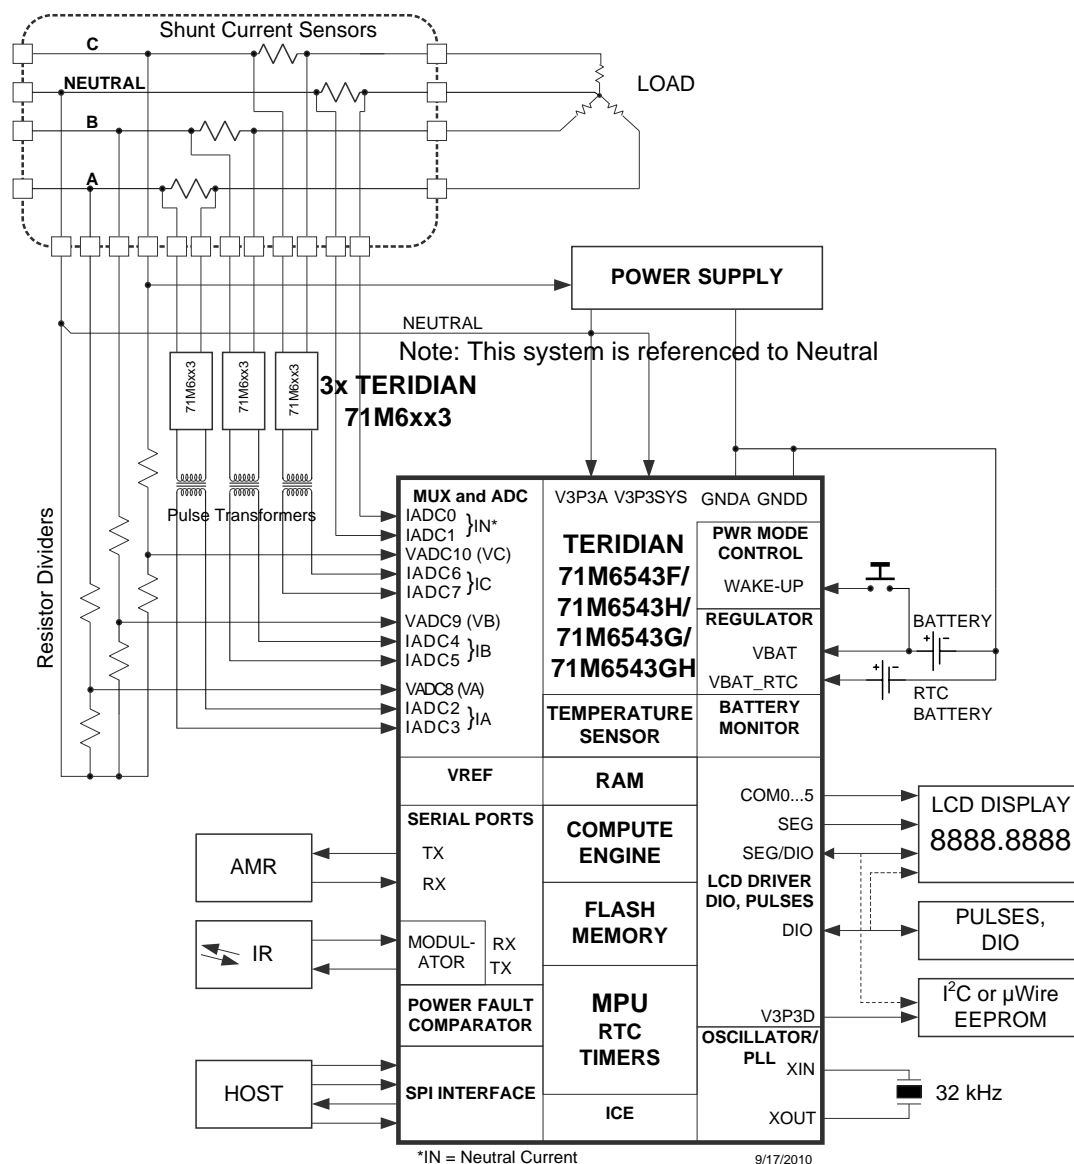 Shunt Current Sensors
C
NEUTRAL
B
A
LOAD
POWER SUPPLY
NEUTRAL
Note: This system is referenced to Neutral
71M6xx3
71M6xx3
71M6xx3
3x TERIDIAN
71M6xx3
Pulse Transformers
Resistor Dividers
MUX and ADC
IADC0
IADC1
}IN*
VADC10 (VC)
IADC6
IADC7
}IC
VADC9 (VB)
IADC4
IADC5
}IB
VADC8 (VA)
IADC2
IADC3
}IA
V3P3A V3P3SYS GNDA GNDD
TERIDIAN
71M6543F/
71M6543H/
71M6543G/
71M6543GH
PWR MODE
CONTROL
WAKE-UP
REGULATOR
VBAT
VBAT_RTC
BATTERY
+ -
+ -
RTC
BATTERY
TEMPERATURE
SENSOR
BATTERY
MONITOR
VREF
RAM
SERIAL PORTS
TX
RX
AMR
COMPUTE
ENGINE
COM0...5
SEG
SEG/DIO
LCD DRIVER
DIO, PULSES
DIO
LCD DISPLAY
8888.8888
FLASH
MEMORY
PULSES,
DIO
IR
MODUL-
ATOR
RX
TX
POWER FAULT
COMPARATOR
MPU
RTC
TIMERS
V3P3D
I2C or µWire
EEPROM
OSCILLATOR/
PLL
XIN
XOUT
32 kHz
HOST
SPI INTERFACE
ICE
*IN = Neutral Current
9/17/2010